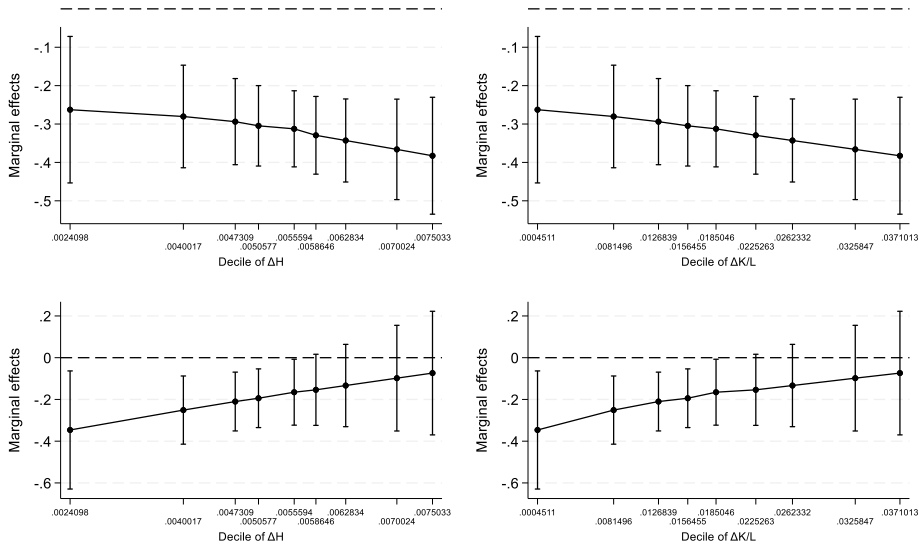 -.1
-.2
-.3
-.4
-.5
Marginal effects
.0024098 .0047309 .0055594 .0062834 .0075033
.0040017 .0050577 .0058646 .0070024
Decile of ΔH
-.1
-.2
-.3
-.4
-.5
Marginal effects
.0004511 .0126839 .0185046 .0262332 .0371013
.0081496 .0156455 .0225263 .0325847
Decile of ΔK/L
.2
0
-.2
-.4
-.6
Marginal effects
.0024098 .0047309 .0055594 .0062834 .0075033
.0040017 .0050577 .0058646 .0070024
Decile of ΔH
.2
0
-.2
-.4
-.6
Marginal effects
.0004511 .0126839 .0185046 .0262332 .0371013
.0081496 .0156455 .0225263 .0325847
Decile of ΔK/L